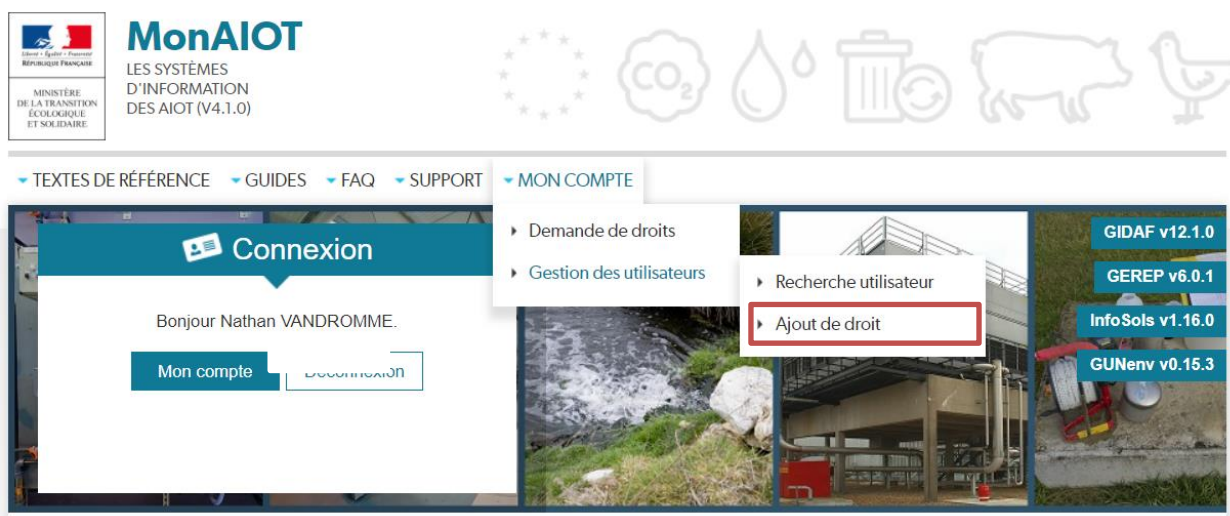 Liberté • Égalité • Fraternité
RÉPUBLIQUE FRANÇAISE
MINISTÈRE
DE LA TRANSITION
ÉCOLOGIQUE
ET SOLIDAIRE
MonAIOT
LES SYSTÈMES
D'INFORMATION
DES AIOT (V4.1.0)
CO2
TEXTES DE RÉFÉRENCE GUIDES FAQ SUPPORT MON COMPTE
Connexion
Bonjour Nathan VANDROMME.
Mon compte Déconnexion
Demande de droits
Gestion des utilisateurs
Recherche utilisateur
Ajout de droit
GIDAF v12.1.0
GEREP v6.0.1
InfoSols v1.16.0
GUNenv v0.15.3